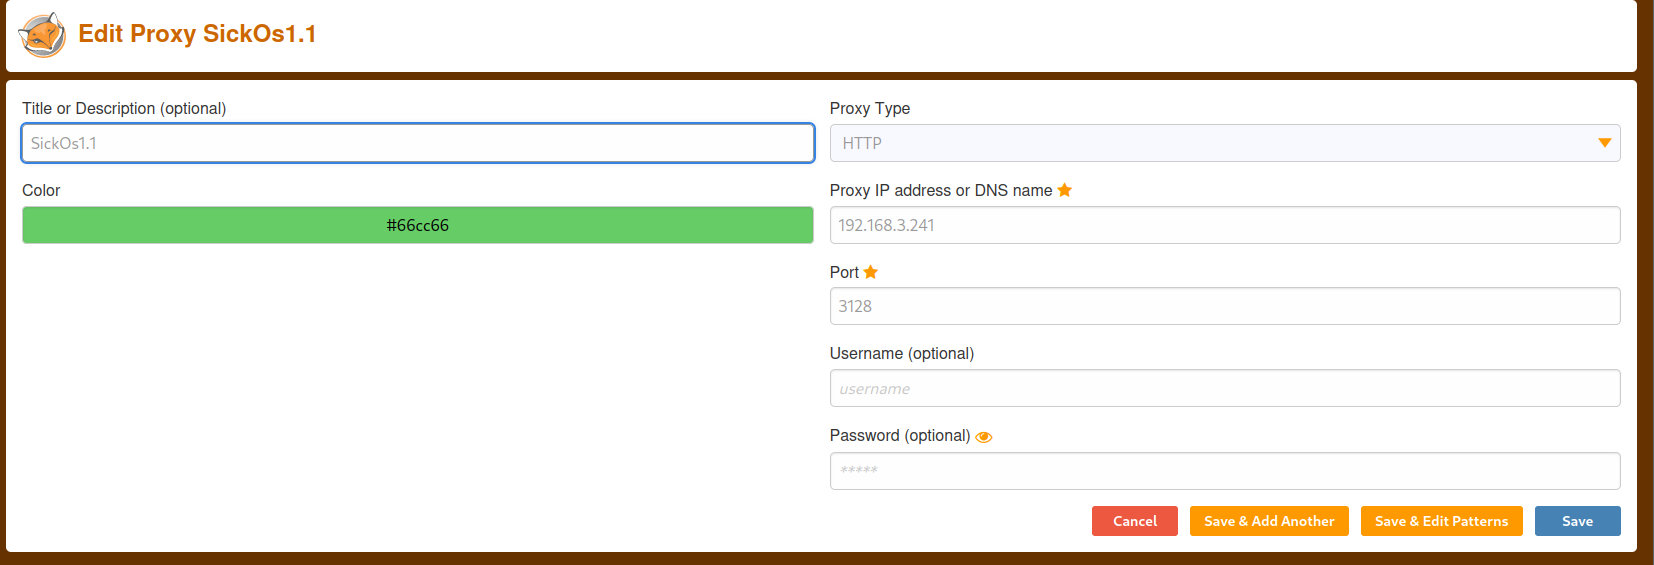 Edit Proxy SickOs1.1
Title or Description (optional)
SickOs1.1
Color
#66cc66
Proxy Type
HTTP
Proxy IP address or DNS name
192.168.3.241
Port
3128
Username (optional)
username
Password (optional)
*****
Cancel
Save & Add Another
Save & Edit Patterns
Save